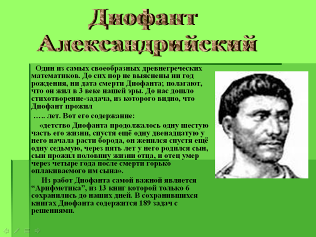 Диофант
Александрийский
Один из самых своеобразных древнегреческих
математиков. До сих пор не выяснены ни год
рождения, ни дата смерти Диофанта; полагают,
что он жил в 3 веке нашей эры. До нас дошло
стихотворение-задача, из которого видно, что
Диофант прожил
….. лет. Вот его содержание:
«детство Диофанта продолжалось одну шестую
часть его жизни, спустя ещё одну двенадцатую у
него начала расти борода, он женился спустя ещё
одну седьмую, через пять лет у него родился сын,
сын прожил половину жизни отца, и отец умер
через четыре года после смерти горько
оплакиваемого им сына».
Из работ Диофанта самой важной является
“Арифметика”, из 13 книг которой только 6
сохранились до наших дней. В сохранившихся
книгах Диофанта содержится 189 задач с
решениями.